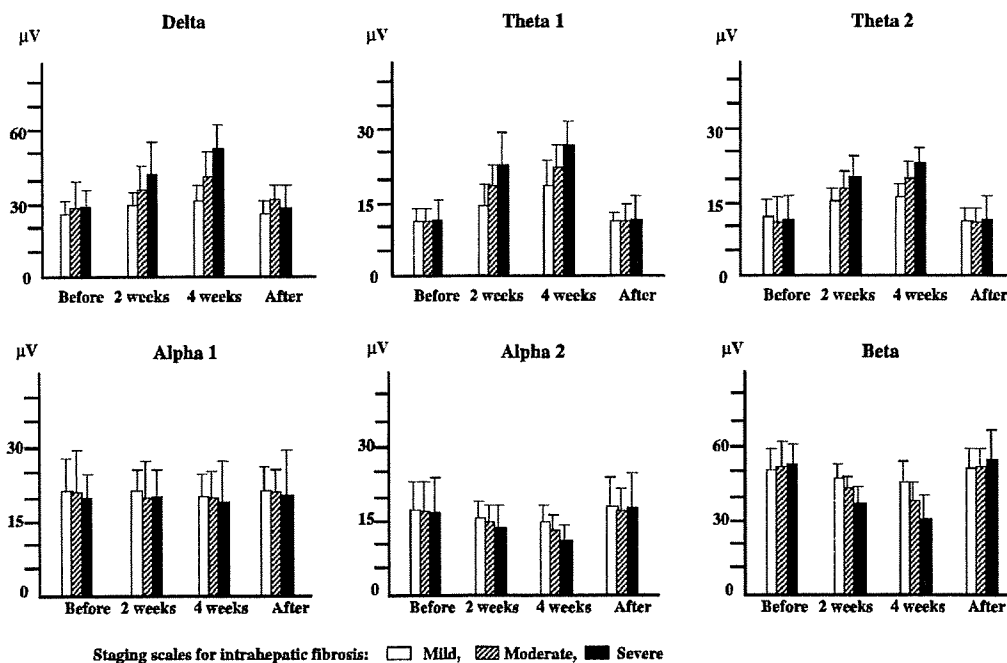 Delta
μV
60
30
0
Before 2 weeks 4 weeks After
Theta 1
μV
30
15
0
Before 2 weeks 4 weeks After
Theta 2
μV
30
15
0
Before 2 weeks 4 weeks After
Alpha 1
μV
30
15
0
Before 2 weeks 4 weeks After
Alpha 2
μV
30
15
0
Before 2 weeks 4 weeks After
Beta
μV
60
30
0
Before 2 weeks 4 weeks After
Staging scales for intrahepatic fibrosis: Mild, Moderate, Severe